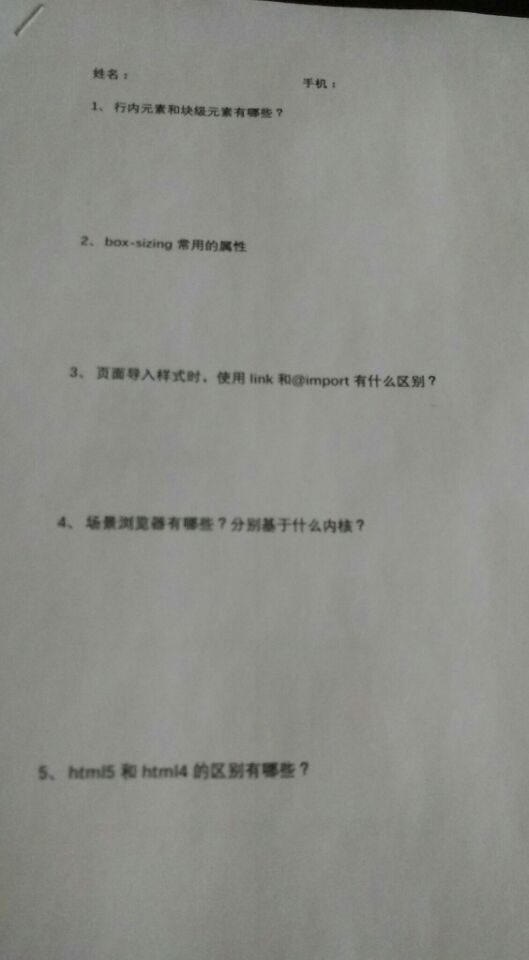 姓名：
手机：
1、 行内元素和块级元素有哪些？
2、 box-sizing 常用的属性
3、 页面导入样式时，使用 link 和@import 有什么区别？
4、 场景浏览器有哪些？分别基于什么内核？
5、 html5 和 html4 的区别有哪些？